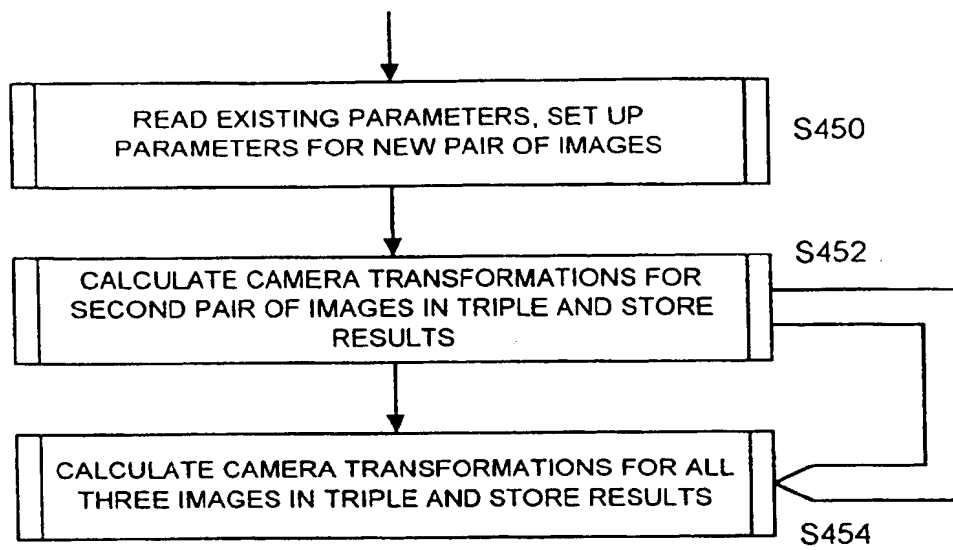 READ EXISTING PARAMETERS, SET UP
PARAMETERS FOR NEW PAIR OF IMAGES
S450
S452
CALCULATE CAMERA TRANSFORMATIONS FOR
SECOND PAIR OF IMAGES IN TRIPLE AND STORE
RESULTS
CALCULATE CAMERA TRANSFORMATIONS FOR ALL
THREE IMAGES IN TRIPLE AND STORE RESULTS
S454